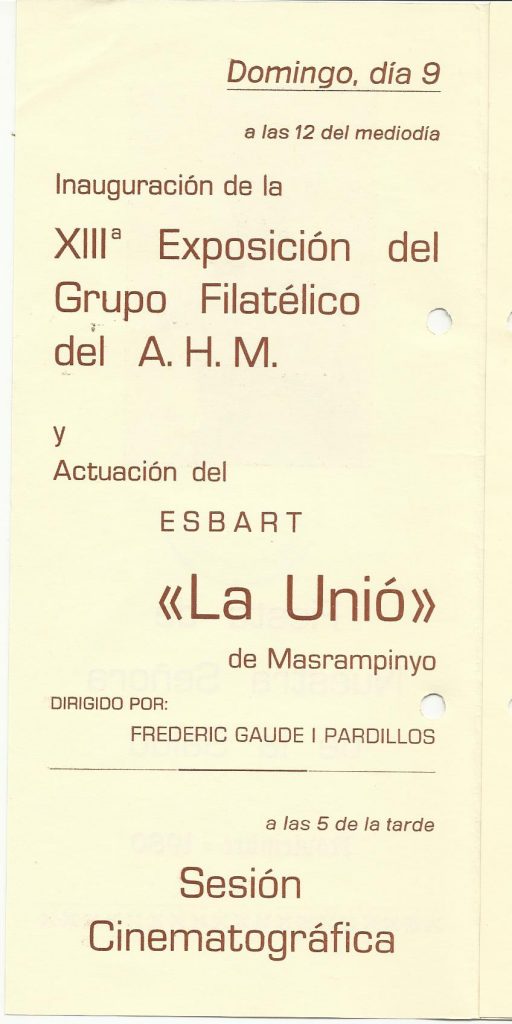 Domingo, día 9
a las 12 del mediodía
Inauguración de la
XIIIª Exposición del
Grupo Filatélico
del A. H. M.
y
Actuación del
ESBART
«La Unió»
de Masrampinyo
DIRIGIDO POR:
FREDERIC GAUDE I PARDILLOS
a las 5 de la tarde
Sesión
Cinematográfica